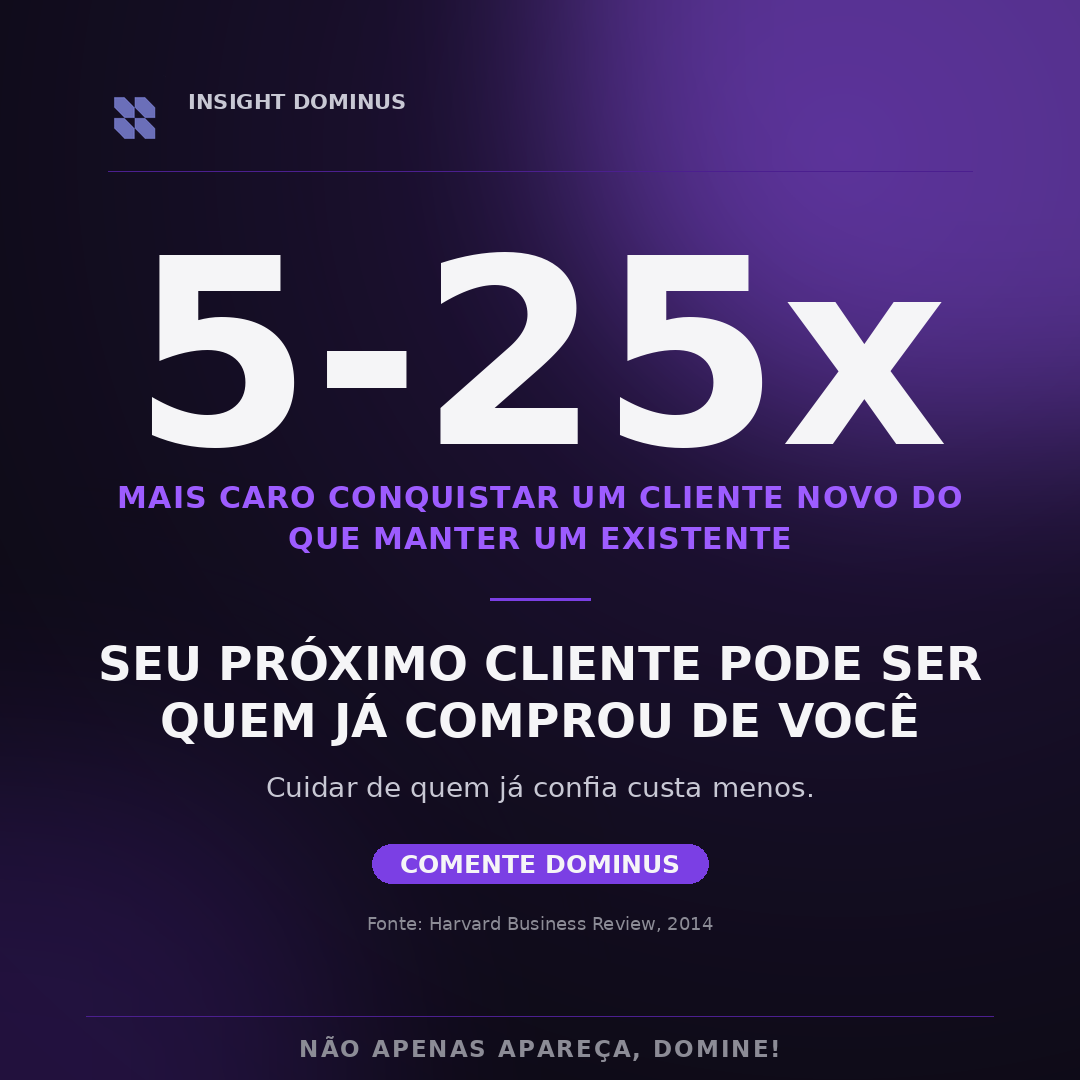 INSIGHT DOMINUS
5-25x
MAIS CARO CONQUISTAR UM CLIENTE NOVO DO
QUE MANTER UM EXISTENTE
SEU PRÓXIMO CLIENTE PODE SER
QUEM JÁ COMPROU DE VOCÊ
Cuidar de quem já confia custa menos.
COMENTE DOMINUS
Fonte: Harvard Business Review, 2014
NÃO APENAS APAREÇA, DOMINE!